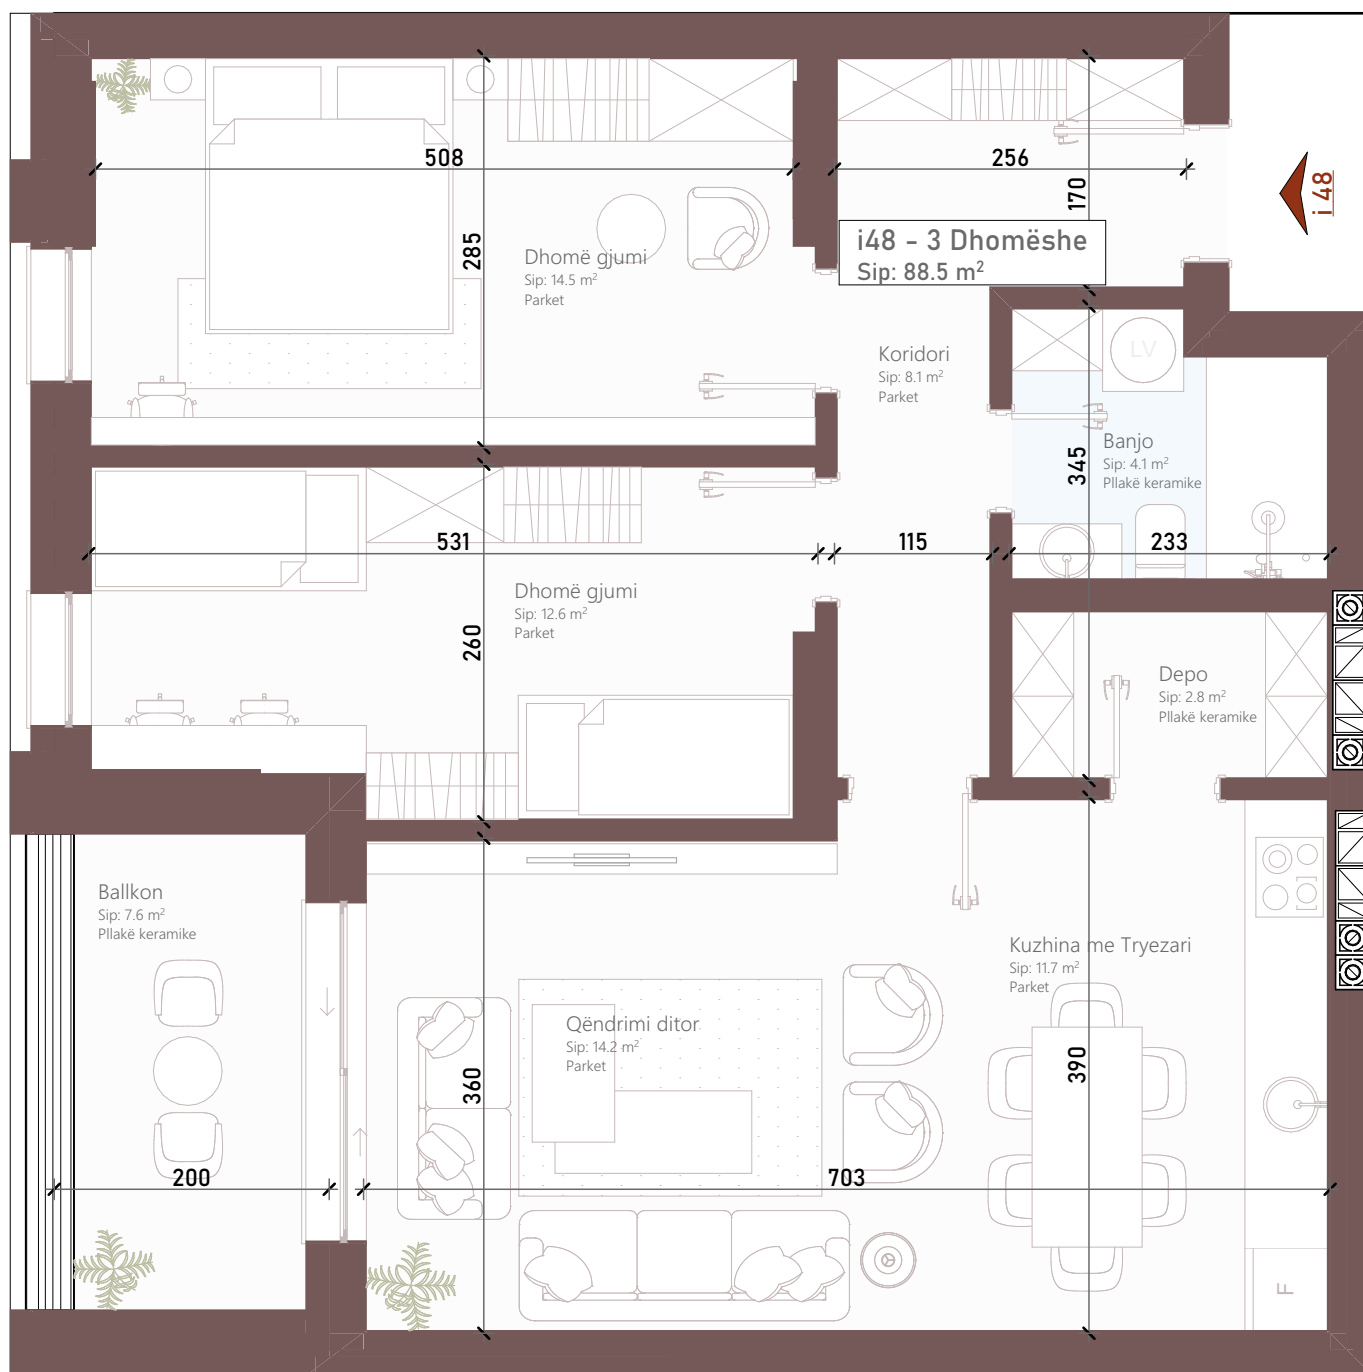 508
256
170
i 48
285
Dhomë gjumi
Sip: 14.5 m²
Parket
i48 - 3 Dhomëshe
Sip: 88.5 m²
Koridori
Sip: 8.1 m²
Parket
LV
Banjo
Sip: 4.1 m²
Pllakë keramike
345
531
115
233
Dhomë gjumi
Sip: 12.6 m²
Parket
260
Depo
Sip: 2.8 m²
Pllakë keramike
Ballkon
Sip: 7.6 m²
Pllakë keramike
Kuzhina me Tryezari
Sip: 11.7 m²
Parket
Qëndrimi ditor
Sip: 14.2 m²
Parket
360
390
200
703
F